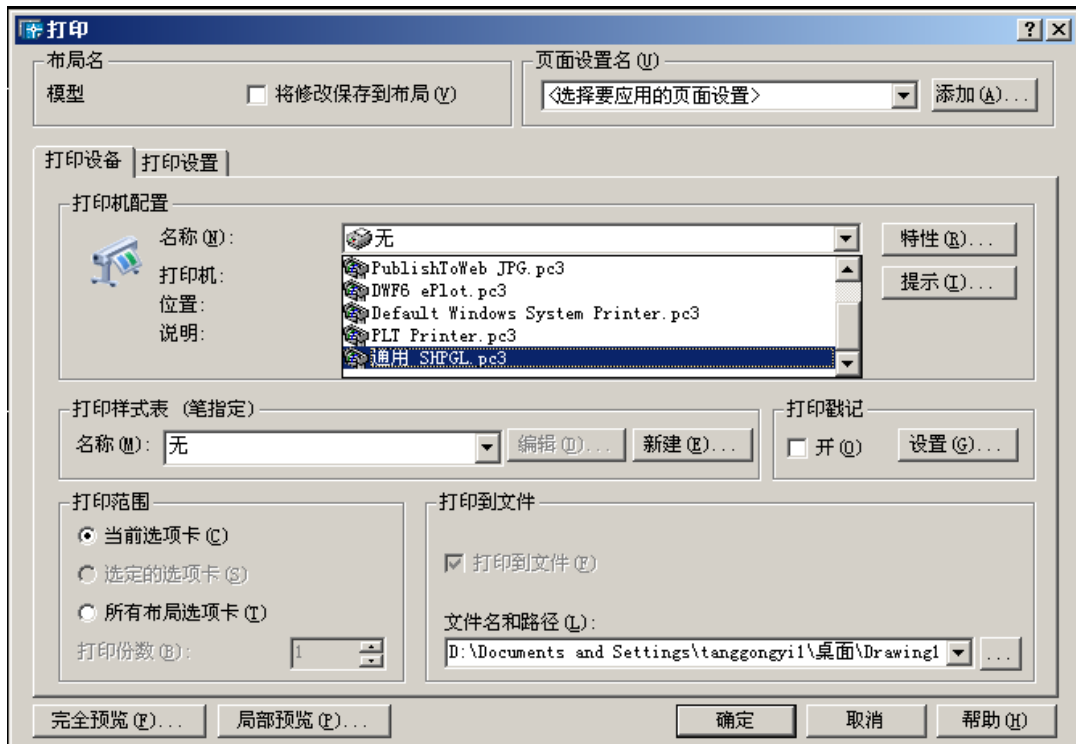 打印
布局名
模型
将修改保存到布局(V)
页面设置名(U)
<选择要应用的页面设置>
添加(A)...
打印设备
打印设置
打印机配置
名称(N):
无
特性(R)...
PublishToWeb JPG.pc3
DWF6 ePlot.pc3
Default Windows System Printer.pc3
PLT Printer.pc3
通用 SHPGL.pc3
打印机:
提示(I)...
位置:
说明:
打印样式表 (笔指定)
名称(M):
无
编辑(D)...
新建(E)...
打印戳记
开(O)
设置(G)...
打印范围
当前选项卡(C)
选定的选项卡(S)
所有布局选项卡(T)
打印份数(B):
1
打印到文件
打印到文件(F)
文件名和路径(L):
D:\Documents and Settings\tanggongyi1\桌面\Drawing1
...
完全预览(F)...
局部预览(P)...
确定
取消
帮助(H)